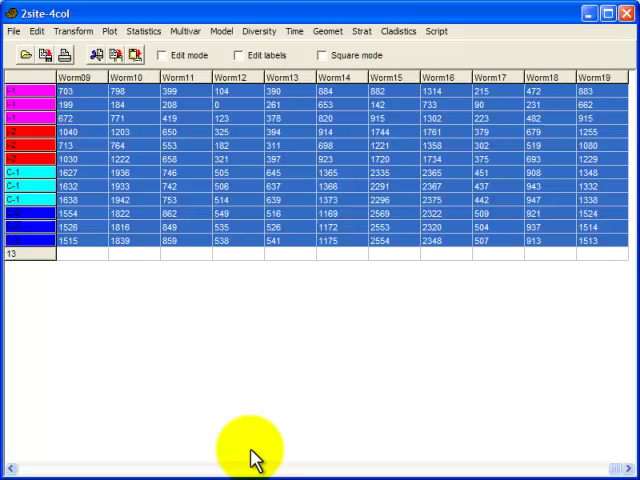 2site-4col
File Edit Transform Plot Statistics Multivar Model Diversity Time Geomet Strat Cladistics Script
Edit mode Edit labels Square mode
Worm09 Worm10 Worm11 Worm12 Worm13 Worm14 Worm15 Worm16 Worm17 Worm18 Worm19
I-1 703 798 399 104 390 884 882 1314 215 472 883
I-1 199 184 208 0 261 653 142 733 90 231 662
I-1 672 771 419 123 378 820 915 1302 223 482 915
I-2 1040 1203 650 325 394 914 1744 1761 379 679 1255
I-2 713 764 553 182 311 698 1221 1358 302 519 1080
I-2 1030 1222 658 321 397 923 1720 1734 375 693 1229
C-1 1627 1936 746 505 645 1365 2335 2365 451 908 1348
C-1 1632 1933 742 506 637 1366 2291 2367 437 943 1332
C-1 1638 1942 753 514 639 1373 2296 2375 442 947 1338
1554 1822 862 549 516 1169 2569 2322 509 921 1524
1526 1816 849 535 526 1172 2553 2320 504 937 1514
1515 1839 859 538 541 1175 2554 2348 507 913 1513
13